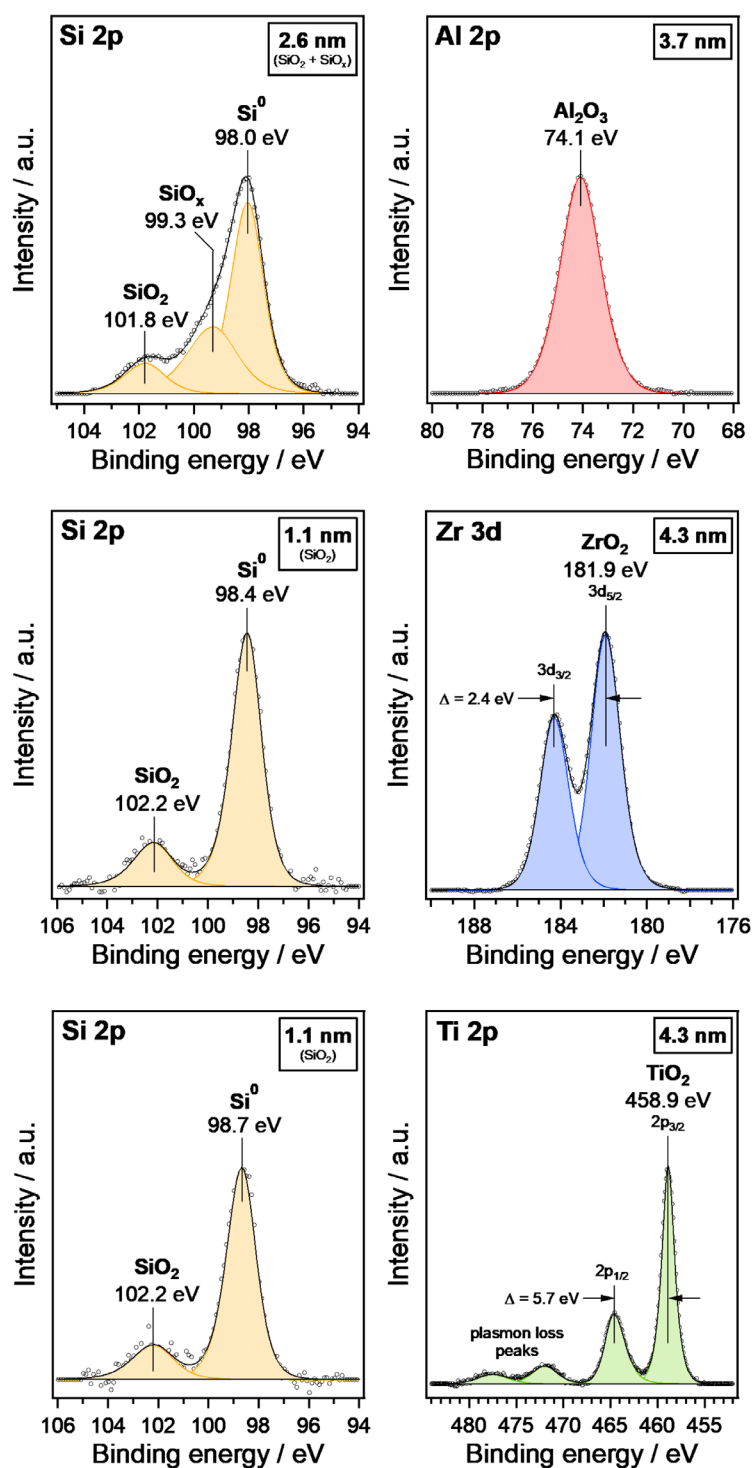 Si 2p
2.6 nm
(SiO₂ + SiOₓ)
Si⁰
98.0 eV
SiOₓ
99.3 eV
SiO₂
101.8 eV
Intensity / a.u.
104 102 100 98 96 94
Binding energy / eV
Al 2p
3.7 nm
Al₂O₃
74.1 eV
Intensity / a.u.
80 78 76 74 72 70 68
Binding energy / eV
Si 2p
1.1 nm
(SiO₂)
Si⁰
98.4 eV
SiO₂
102.2 eV
Intensity / a.u.
106 104 102 100 98 96 94
Binding energy / eV
Zr 3d
4.3 nm
ZrO₂
181.9 eV
3d₅/₂
3d₃/₂
Δ = 2.4 eV
Intensity / a.u.
188 184 180 176
Binding energy / eV
Si 2p
1.1 nm
(SiO₂)
Si⁰
98.7 eV
SiO₂
102.2 eV
Intensity / a.u.
106 104 102 100 98 96 94
Binding energy / eV
Ti 2p
4.3 nm
TiO₂
458.9 eV
2p₃/₂
2p₁/₂
Δ = 5.7 eV
plasmon loss
peaks
Intensity / a.u.
480 475 470 465 460 455
Binding energy / eV